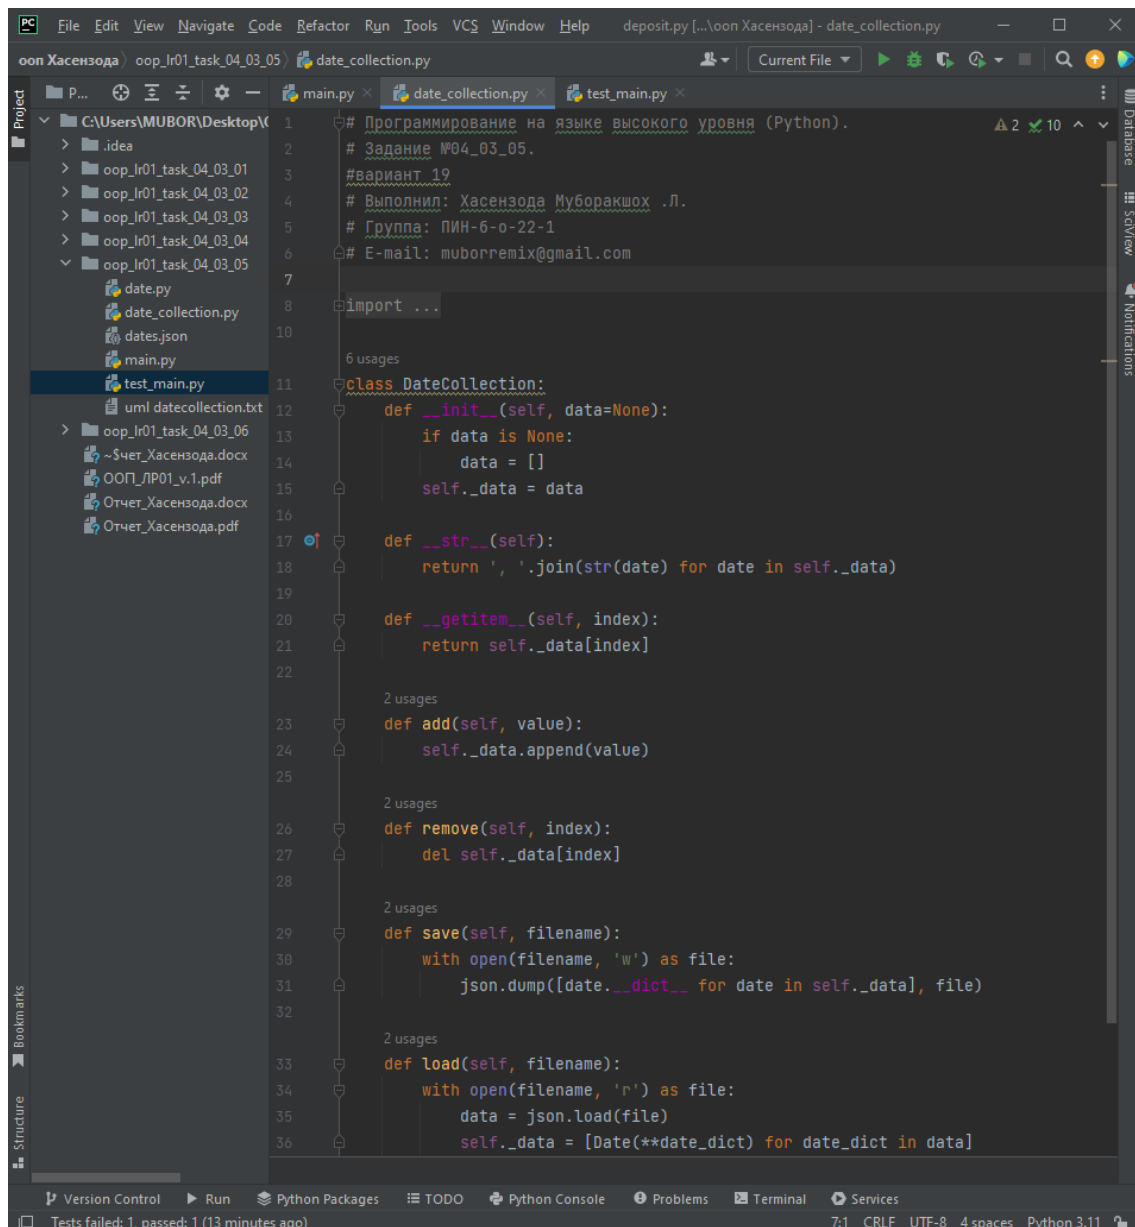 PC File Edit View Navigate Code Refactor Run Tools VCS Window Help deposit.py [...\ооп Хасензода] - date_collection.py
ооп Хасензода oop_lr01_task_04_03_05 date_collection.py Current File
Project P... main.py date_collection.py test_main.py
C:\Users\MUBOR\Desktop\
.idea
oop_lr01_task_04_03_01
oop_lr01_task_04_03_02
oop_lr01_task_04_03_03
oop_lr01_task_04_03_04
oop_lr01_task_04_03_05
date.py
date_collection.py
dates.json
main.py
test_main.py
uml datecollection.txt
oop_lr01_task_04_03_06
~$чет_Хасензода.docx
ООП_ЛР01_v.1.pdf
Отчет_Хасензода.docx
Отчет_Хасензода.pdf
1 # Программирование на языке высокого уровня (Python). 2 10
2 # Задание №04_03_05.
3 #вариант 19
4 # Выполнил: Хасензода Муборакшох .Л.
5 # Группа: ПИН-б-о-22-1
6 # E-mail: muborremix@gmail.com
7
8 import ...
10
6 usages
11 class DateCollection:
12 def __init__(self, data=None):
13 if data is None:
14 data = []
15 self._data = data
16
17 def __str__(self):
18 return ', '.join(str(date) for date in self._data)
19
20 def __getitem__(self, index):
21 return self._data[index]
22
2 usages
23 def add(self, value):
24 self._data.append(value)
25
2 usages
26 def remove(self, index):
27 del self._data[index]
28
2 usages
29 def save(self, filename):
30 with open(filename, 'w') as file:
31 json.dump([date.__dict__ for date in self._data], file)
32
2 usages
33 def load(self, filename):
34 with open(filename, 'r') as file:
35 data = json.load(file)
36 self._data = [Date(**date_dict) for date_dict in data]
Database
SciView
Notifications
Bookmarks
Structure
Version Control Run Python Packages TODO Python Console Problems Terminal Services
Tests failed: 1, passed: 1 (13 minutes ago) 7:1 CRLF UTF-8 4 spaces Python 3.11